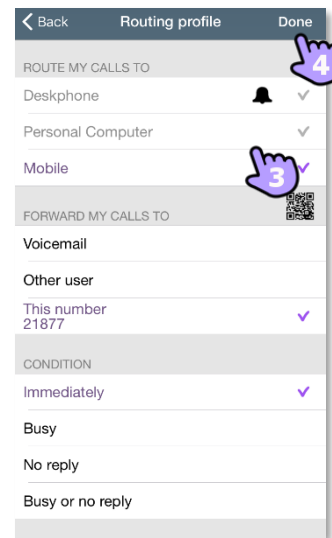 Back Routing profile Done
4
ROUTE MY CALLS TO
Deskphone
Personal Computer
Mobile
3
FORWARD MY CALLS TO
Voicemail
Other user
This number
21877
CONDITION
Immediately
Busy
No reply
Busy or no reply